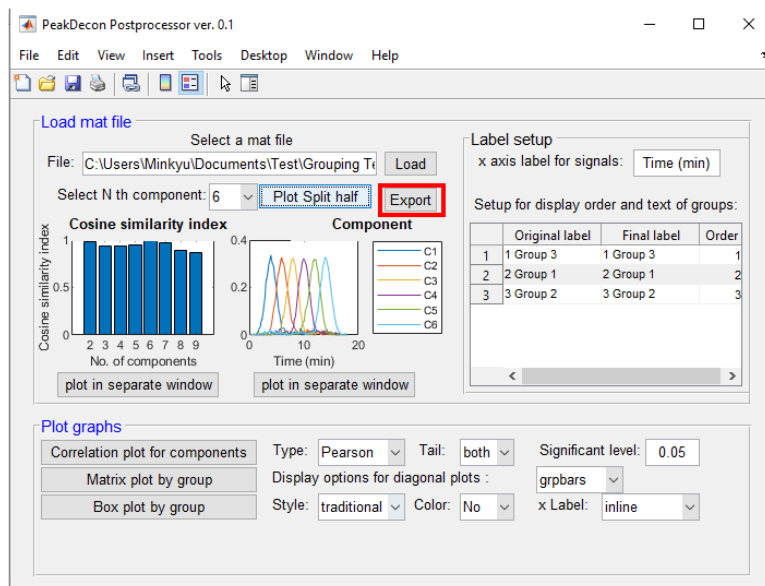 PeakDecon Postprocessor ver. 0.1
File Edit View Insert Tools Desktop Window Help
Load mat file
Select a mat file
File: C:\Users\Minkyu\Documents\Test\Grouping Te Load
Select N th component: 6 Plot Split half Export
Cosine similarity index
Cosine similarity index
1
0.5
0
2 3 4 5 6 7 8 9
No. of components
plot in separate window
Component
0.4
0.2
0
0 10 20
Time (min)
C1
C2
C3
C4
C5
C6
plot in separate window
Label setup
x axis label for signals: Time (min)
Setup for display order and text of groups:
Original label Final label Order
1 1 Group 3 1 Group 3 1
2 2 Group 1 2 Group 1 2
3 3 Group 2 3 Group 2 3
Plot graphs
Correlation plot for components Type: Pearson Tail: both Significant level: 0.05
Matrix plot by group Display options for diagonal plots : grpbars
Box plot by group Style: traditional Color: No x Label: inline